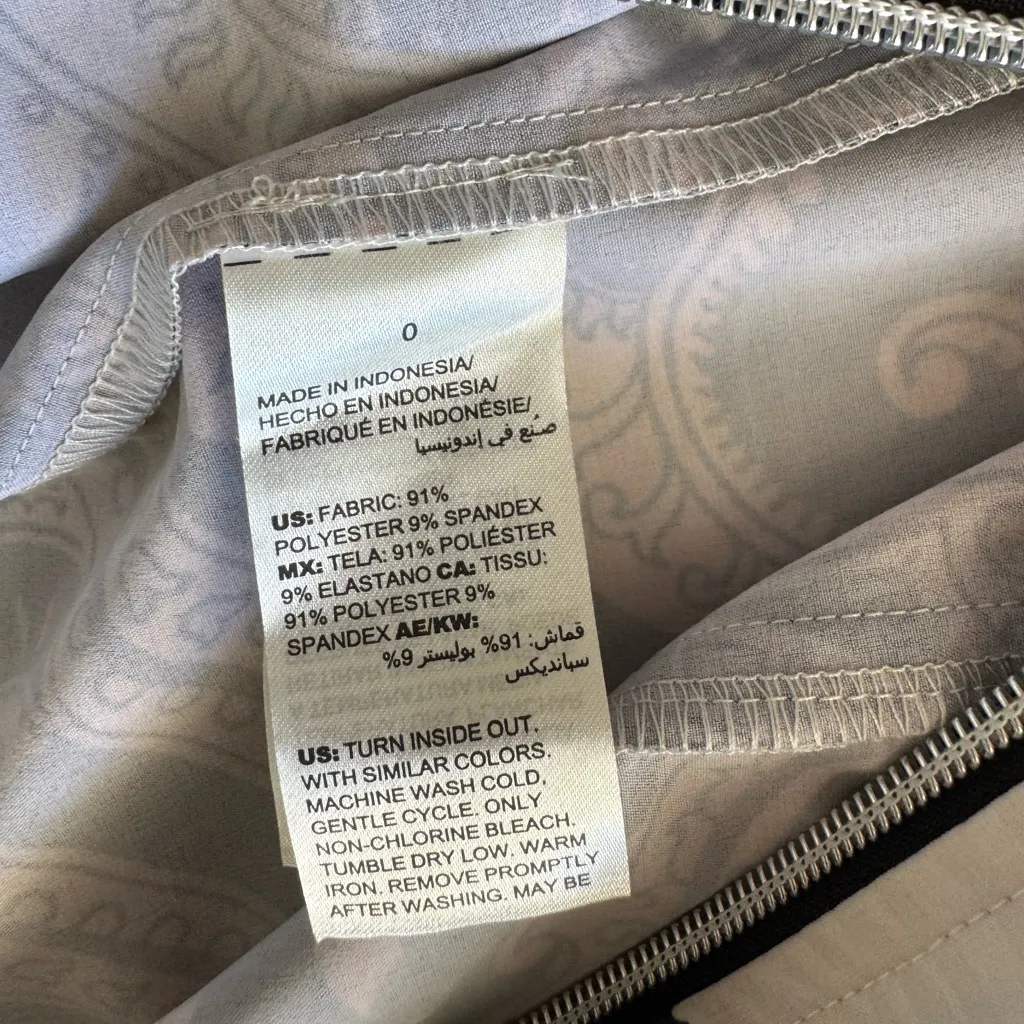 0
MADE IN INDONESIA/
HECHO EN INDONESIA/
FABRIQUÉ EN INDONÉSIE/
صُنع في إندونيسيا
US: FABRIC: 91%
POLYESTER 9% SPANDEX
MX: TELA: 91% POLIÉSTER
9% ELASTANO CA: TISSU:
91% POLYESTER 9%
SPANDEX AE/KW:
قماش: 91% بوليستر 9%
سبانديكس
US: TURN INSIDE OUT.
WITH SIMILAR COLORS.
MACHINE WASH COLD,
GENTLE CYCLE. ONLY
NON-CHLORINE BLEACH.
TUMBLE DRY LOW. WARM
IRON. REMOVE PROMPTLY
AFTER WASHING. MAY BE